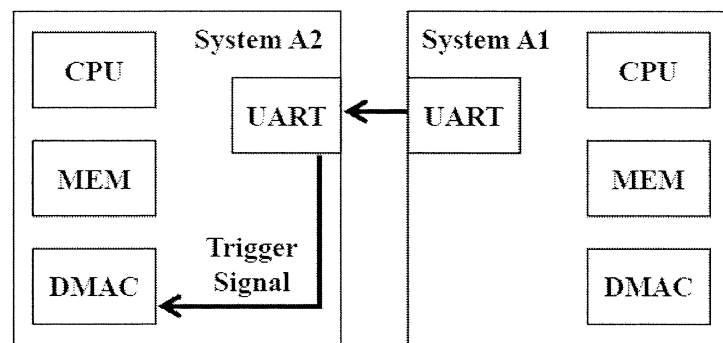 System A2
CPU
UART
MEM
Trigger
Signal
DMAC
System A1
CPU
UART
MEM
DMAC